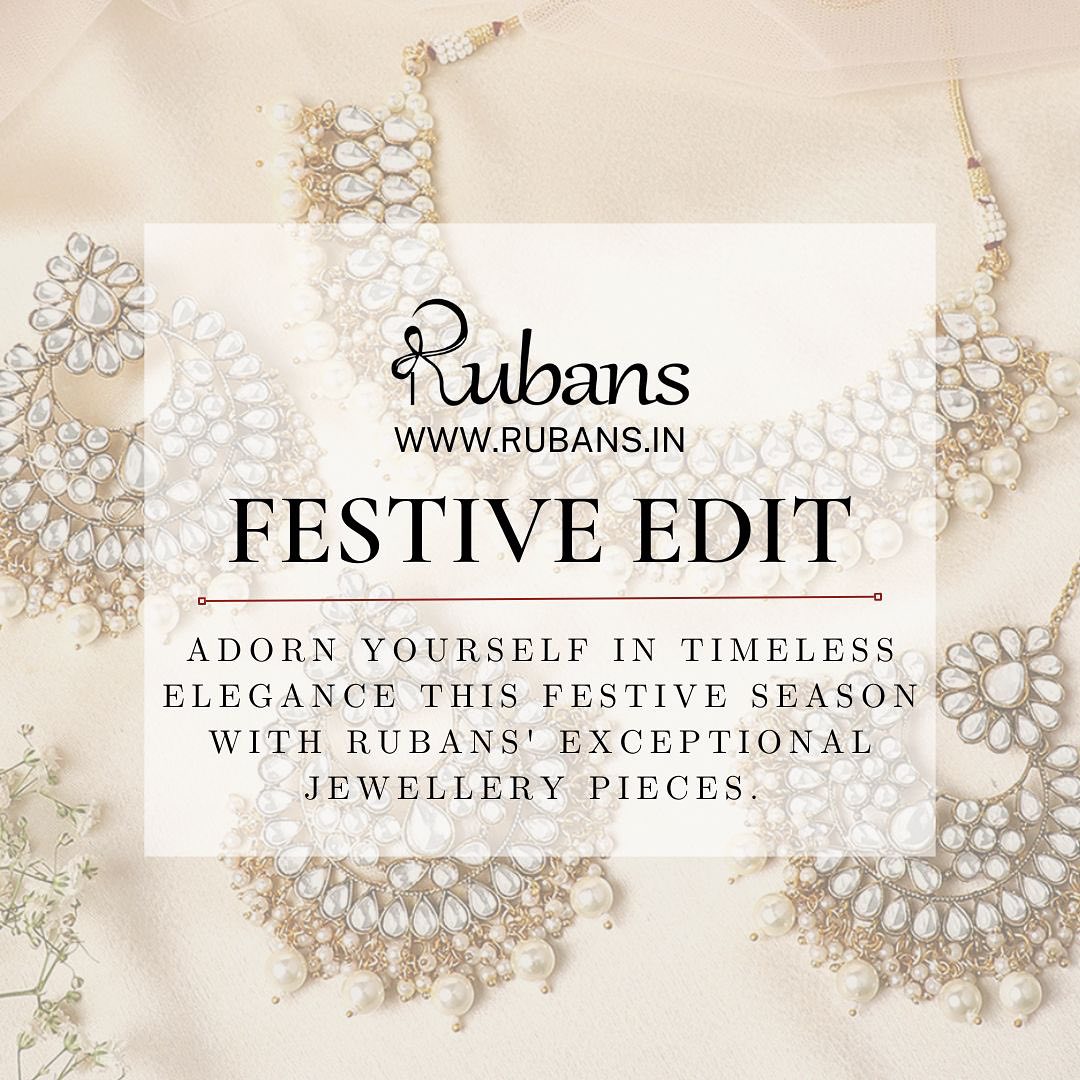 Rubans
WWW.RUBANS.IN
FESTIVE EDIT
ADORN YOURSELF IN TIMELESS
ELEGANCE THIS FESTIVE SEASON
WITH RUBANS' EXCEPTIONAL
JEWELLERY PIECES.